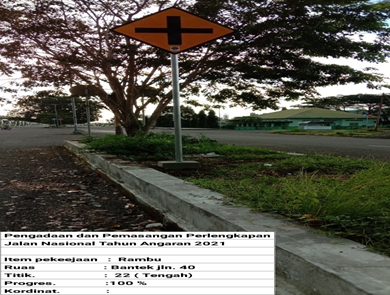 Pengadaan dan Pemasangan Perlengkapan
Jalan Nasional Tahun Angaran 2021
Item pekeejaan : Rambu
Ruas : Bantek jln. 40
Titik. : 22 ( Tengah)
Progres. :100 %
Kordinat. :